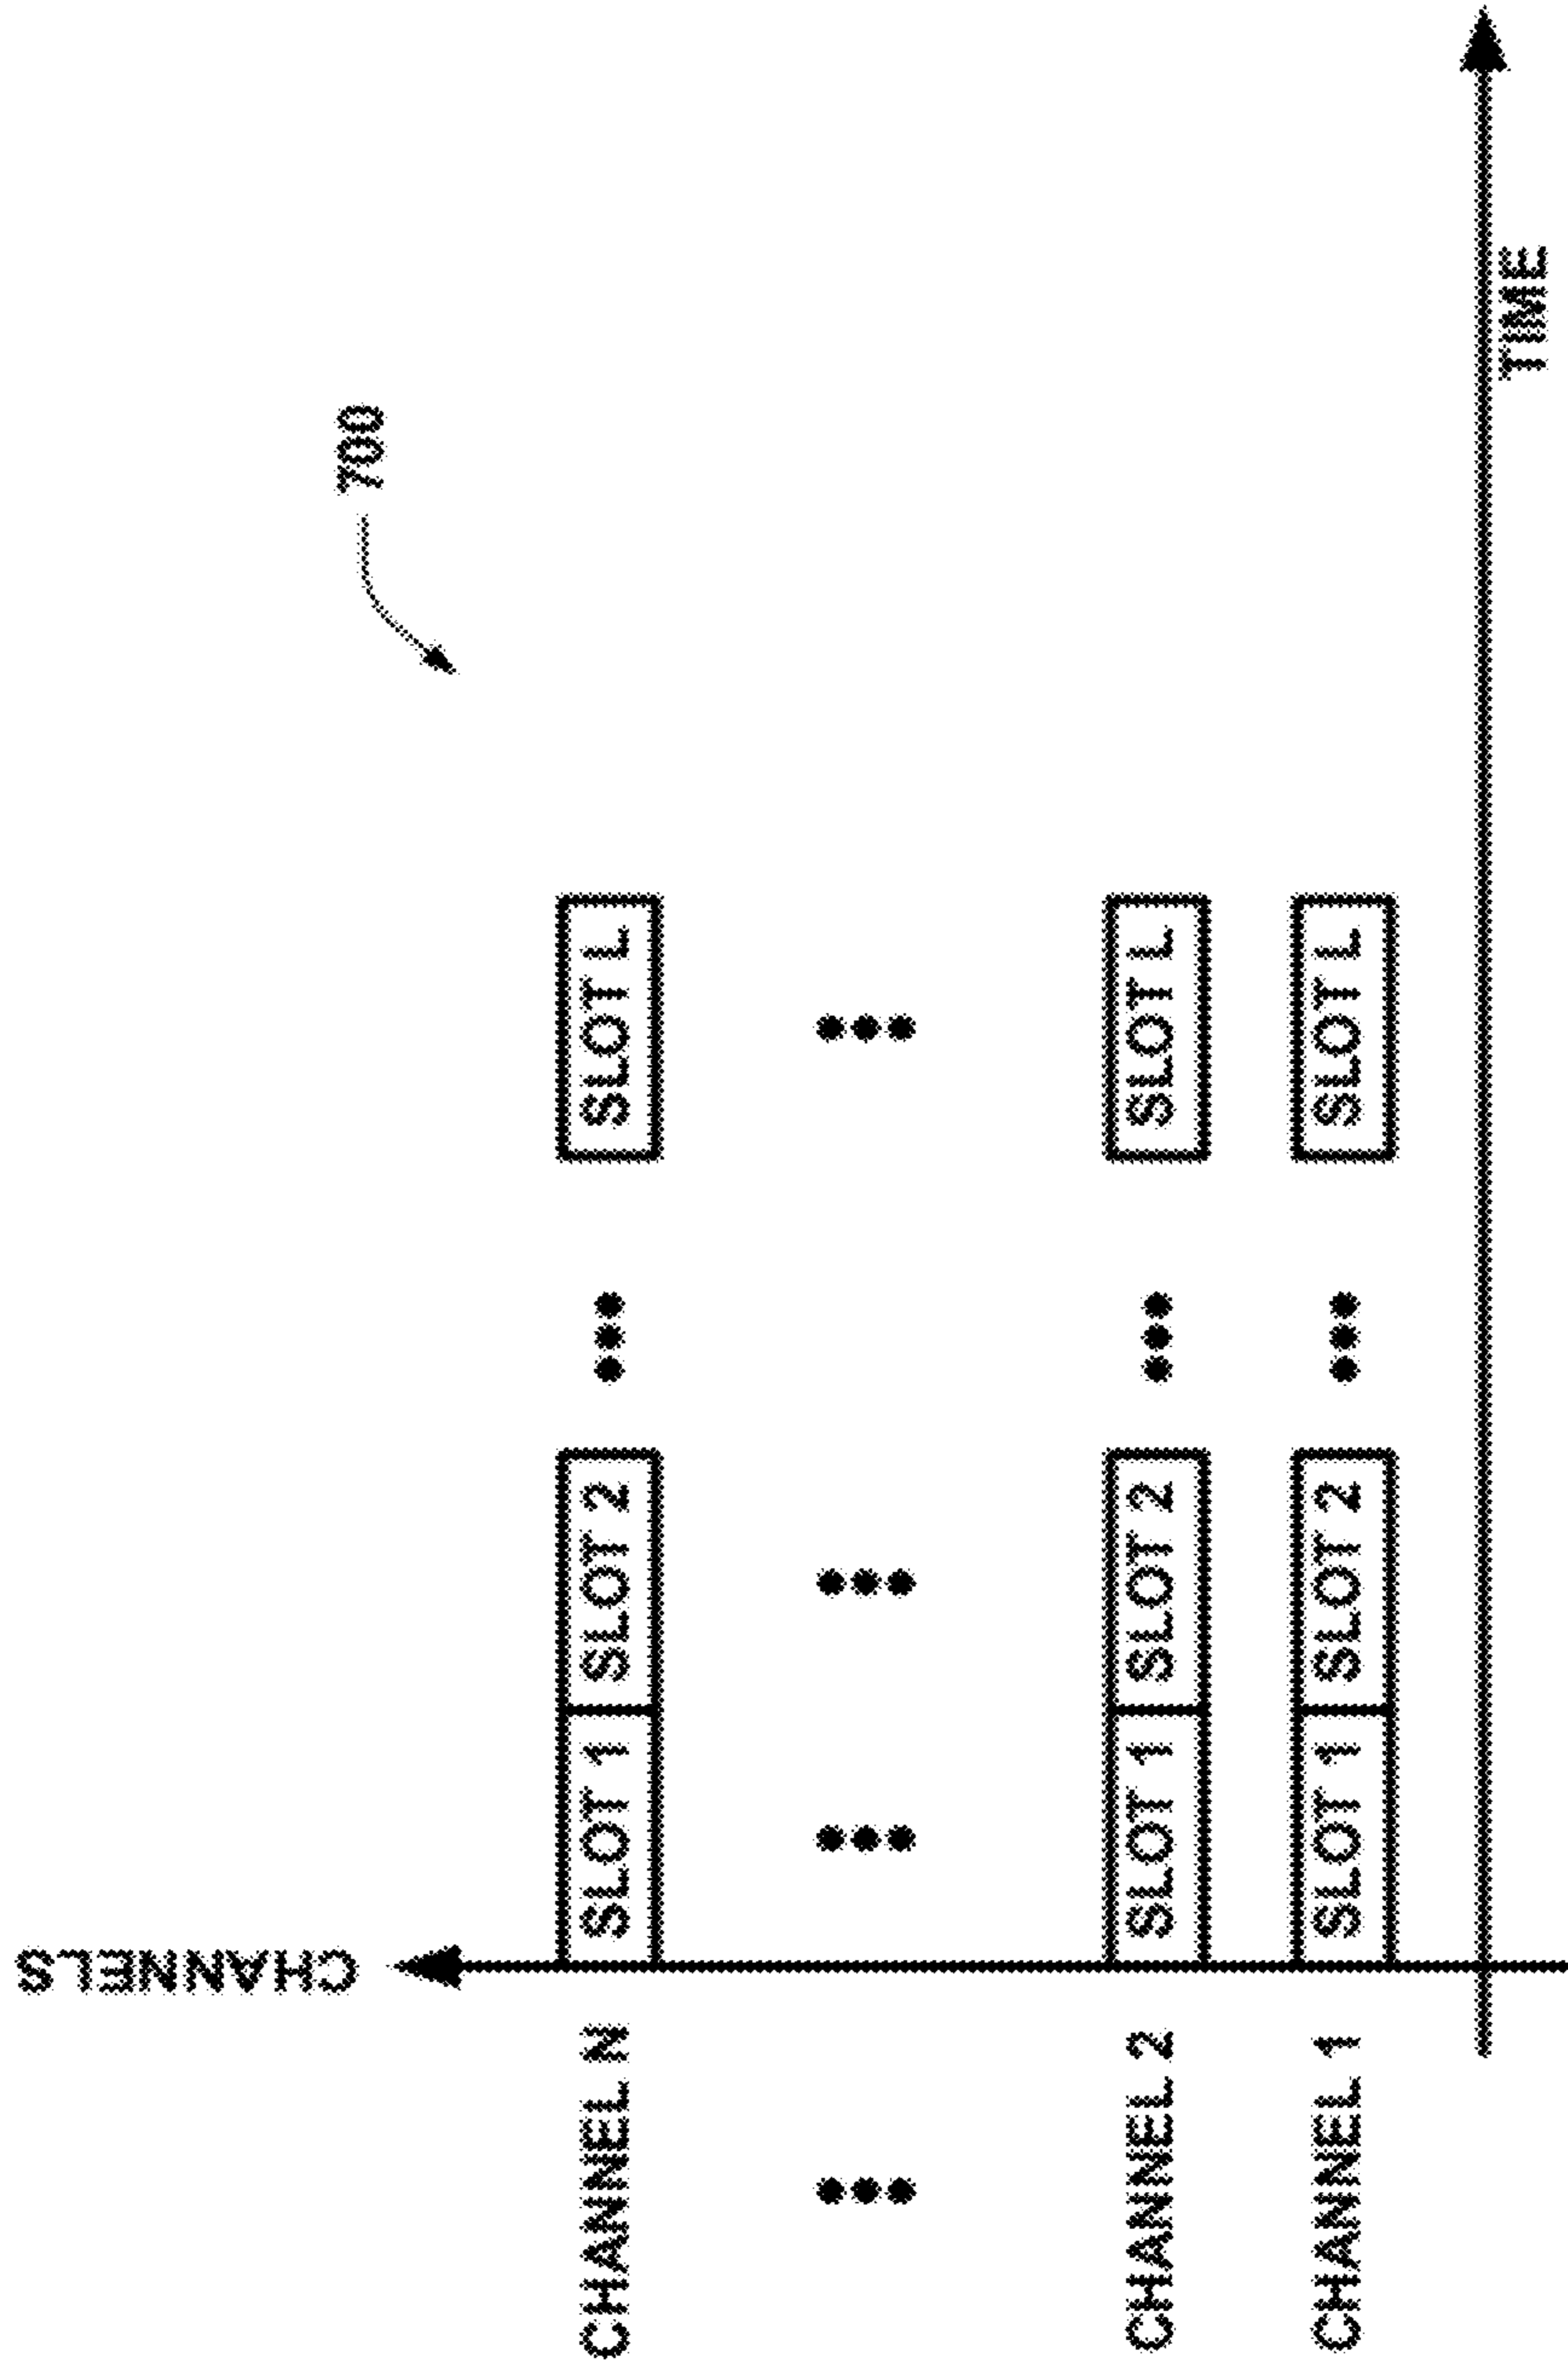 CHANNELS
700
CHANNEL N SLOT 1 SLOT 2 SLOT L
CHANNEL 2 SLOT 1 SLOT 2 SLOT L
CHANNEL 1 SLOT 1 SLOT 2 SLOT L
TIME